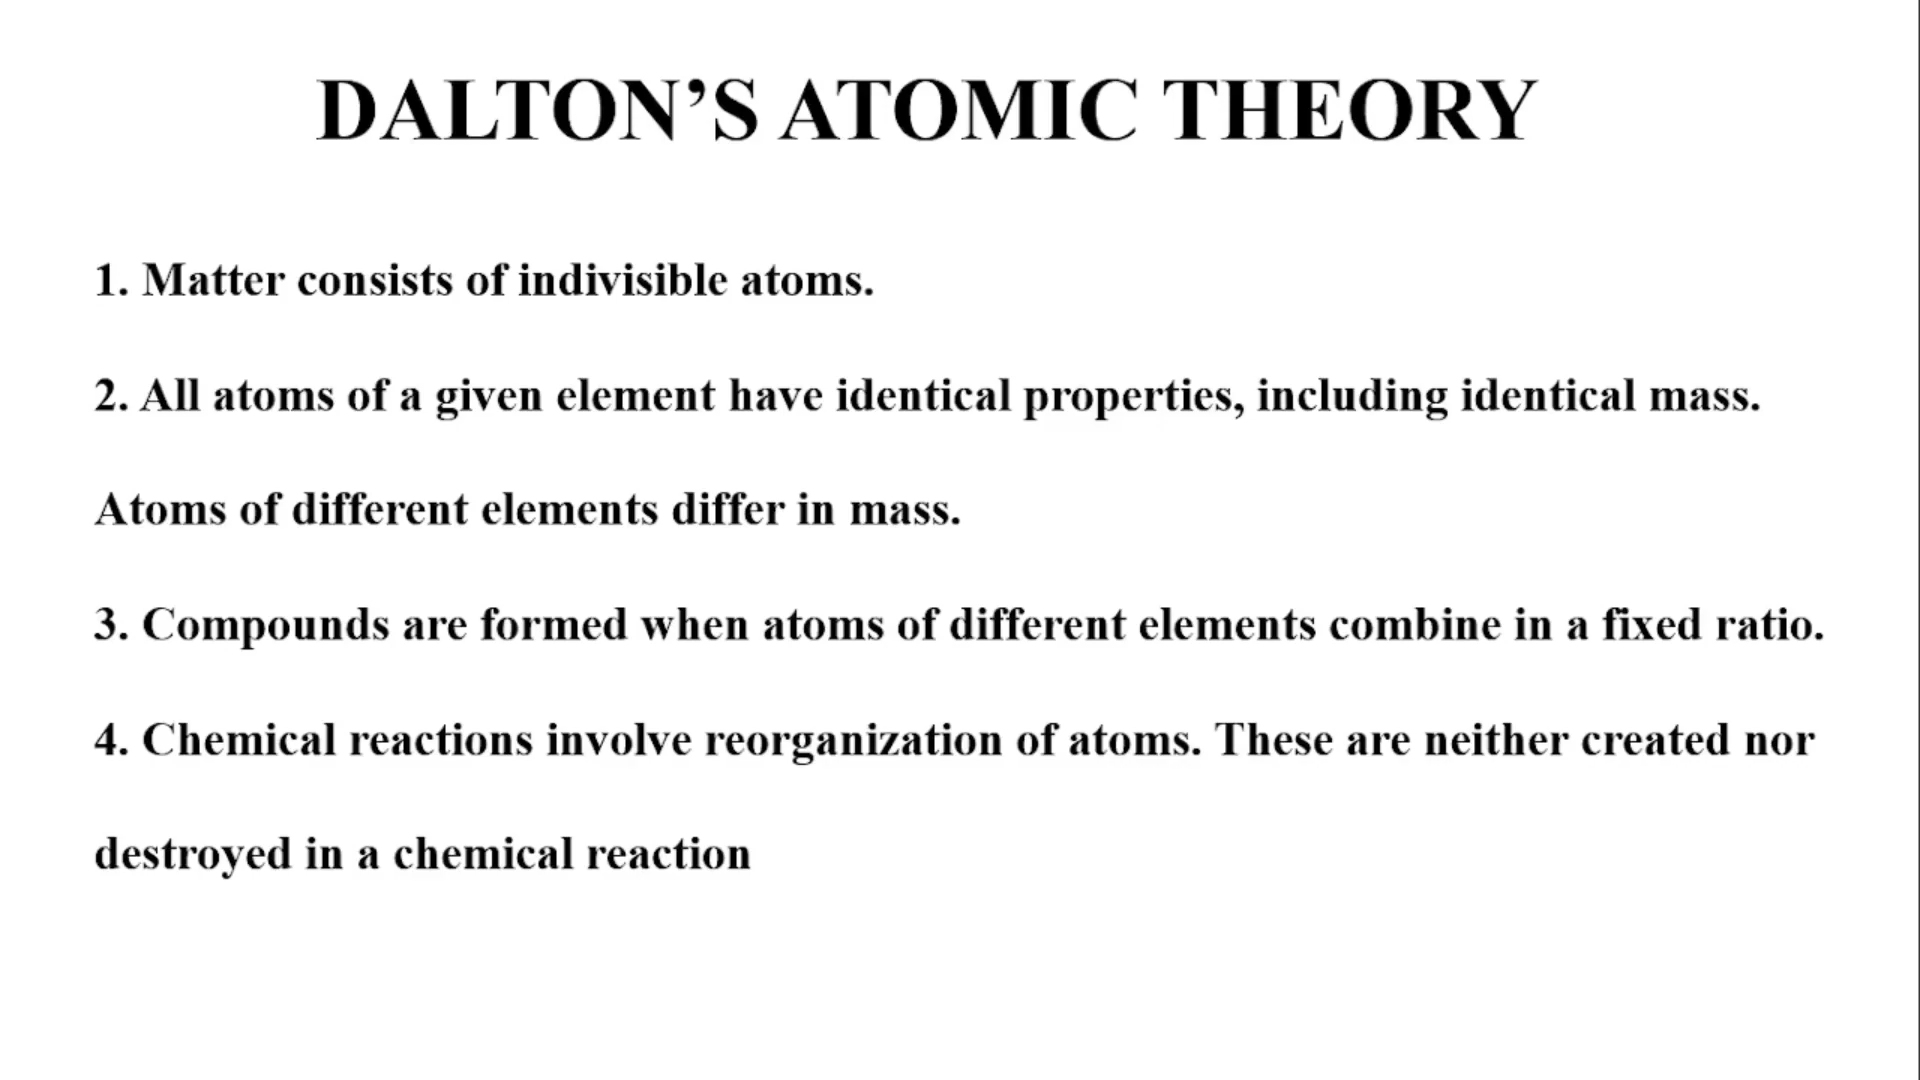 DALTON’S ATOMIC THEORY
1. Matter consists of indivisible atoms.
2. All atoms of a given element have identical properties, including identical mass.
Atoms of different elements differ in mass.
3. Compounds are formed when atoms of different elements combine in a fixed ratio.
4. Chemical reactions involve reorganization of atoms. These are neither created nor
destroyed in a chemical reaction